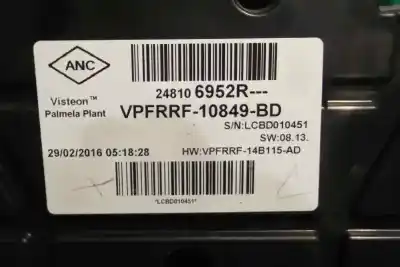 ANC
24810 6952R---
Visteon™
Palmela Plant
VPFRRF-10849-BD
S/N:LCBD010451
SW:08.13.
29/02/2016 05:18:28
HW:VPFRRF-14B115-AD
*LCBD010451*